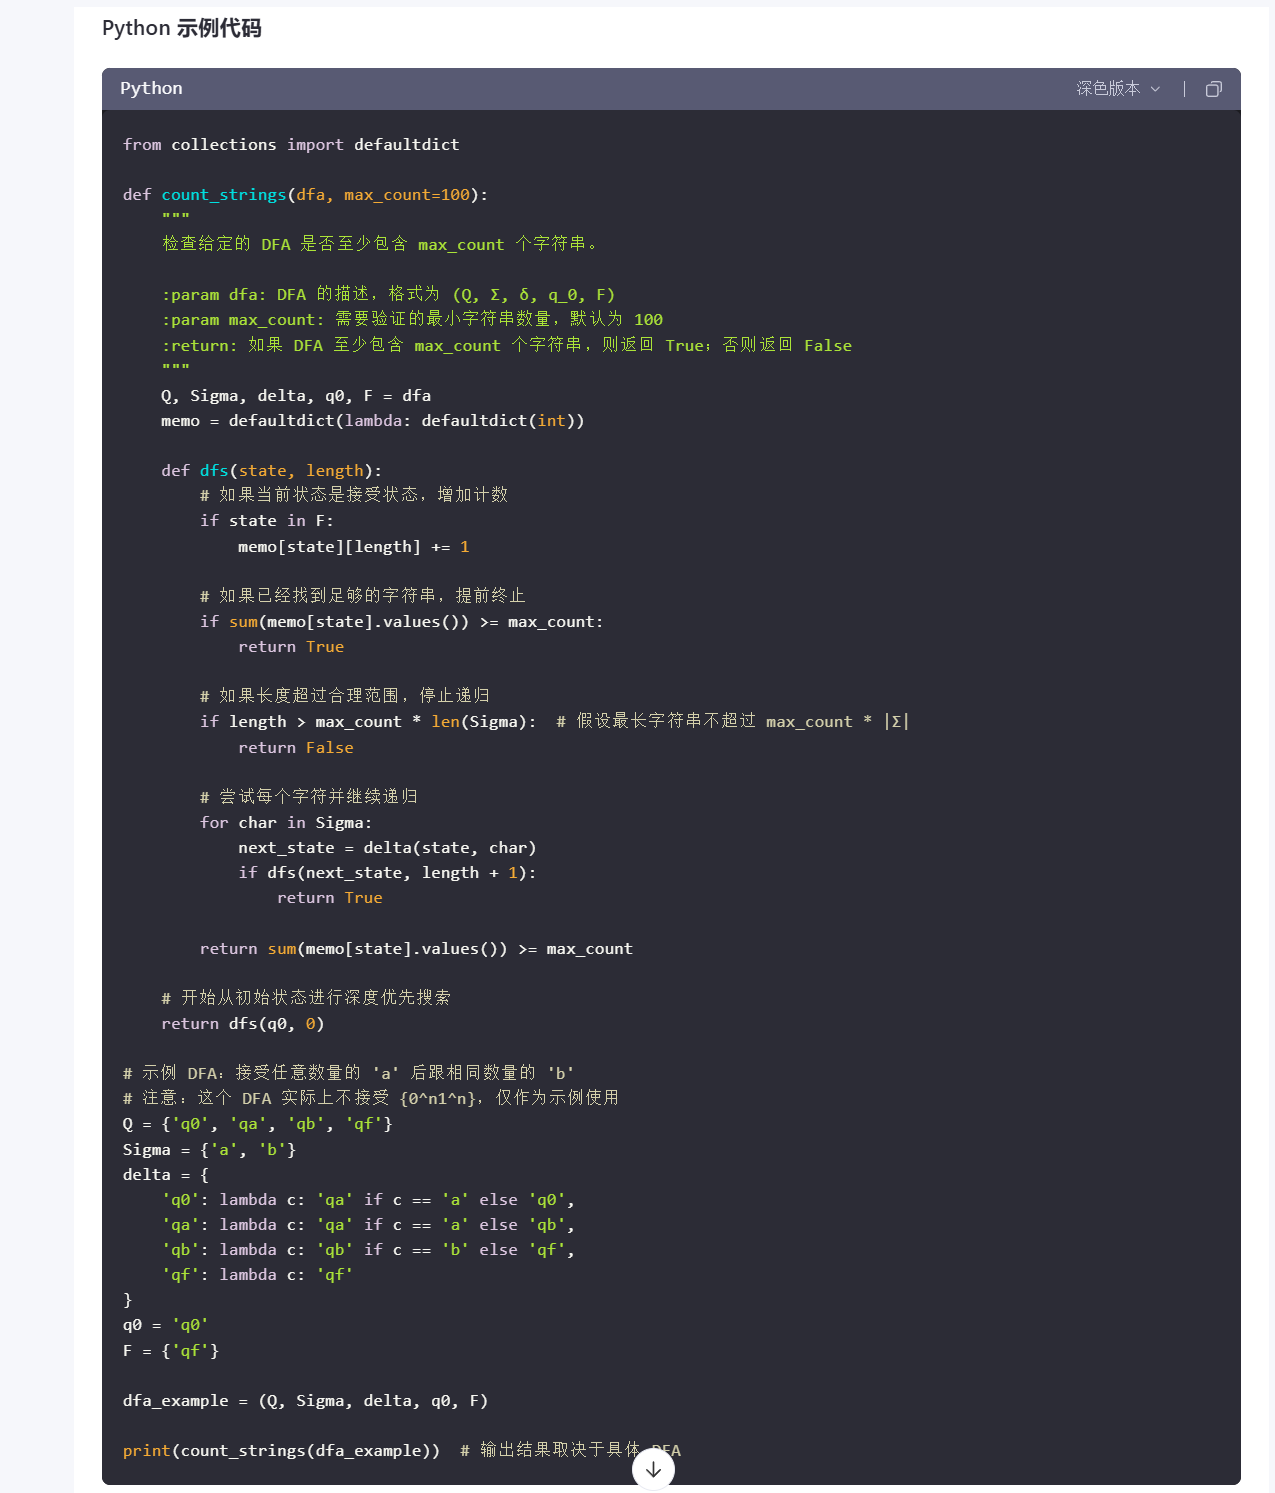 Python 示例代码
Python
深色版本
from collections import defaultdict
def count_strings(dfa, max_count=100):
    """
    检查给定的 DFA 是否至少包含 max_count 个字符串。
    :param dfa: DFA 的描述，格式为 (Q, Σ, δ, q_0, F)
    :param max_count: 需要验证的最小字符串数量，默认为 100
    :return: 如果 DFA 至少包含 max_count 个字符串，则返回 True；否则返回 False
    """
    Q, Sigma, delta, q0, F = dfa
    memo = defaultdict(lambda: defaultdict(int))
    def dfs(state, length):
        # 如果当前状态是接受状态，增加计数
        if state in F:
            memo[state][length] += 1
        # 如果已经找到足够的字符串，提前终止
        if sum(memo[state].values()) >= max_count:
            return True
        # 如果长度超过合理范围，停止递归
        if length > max_count * len(Sigma):  # 假设最长字符串不超过 max_count * |Σ|
            return False
        # 尝试每个字符并继续递归
        for char in Sigma:
            next_state = delta(state, char)
            if dfs(next_state, length + 1):
                return True
        return sum(memo[state].values()) >= max_count
    # 开始从初始状态进行深度优先搜索
    return dfs(q0, 0)
# 示例 DFA：接受任意数量的 'a' 后跟相同数量的 'b'
# 注意：这个 DFA 实际上不接受 {0^n1^n}，仅作为示例使用
Q = {'q0', 'qa', 'qb', 'qf'}
Sigma = {'a', 'b'}
delta = {
    'q0': lambda c: 'qa' if c == 'a' else 'q0',
    'qa': lambda c: 'qa' if c == 'a' else 'qb',
    'qb': lambda c: 'qb' if c == 'b' else 'qf',
    'qf': lambda c: 'qf'
}
q0 = 'q0'
F = {'qf'}
dfa_example = (Q, Sigma, delta, q0, F)
print(count_strings(dfa_example))  # 输出结果取决于具体 DFA